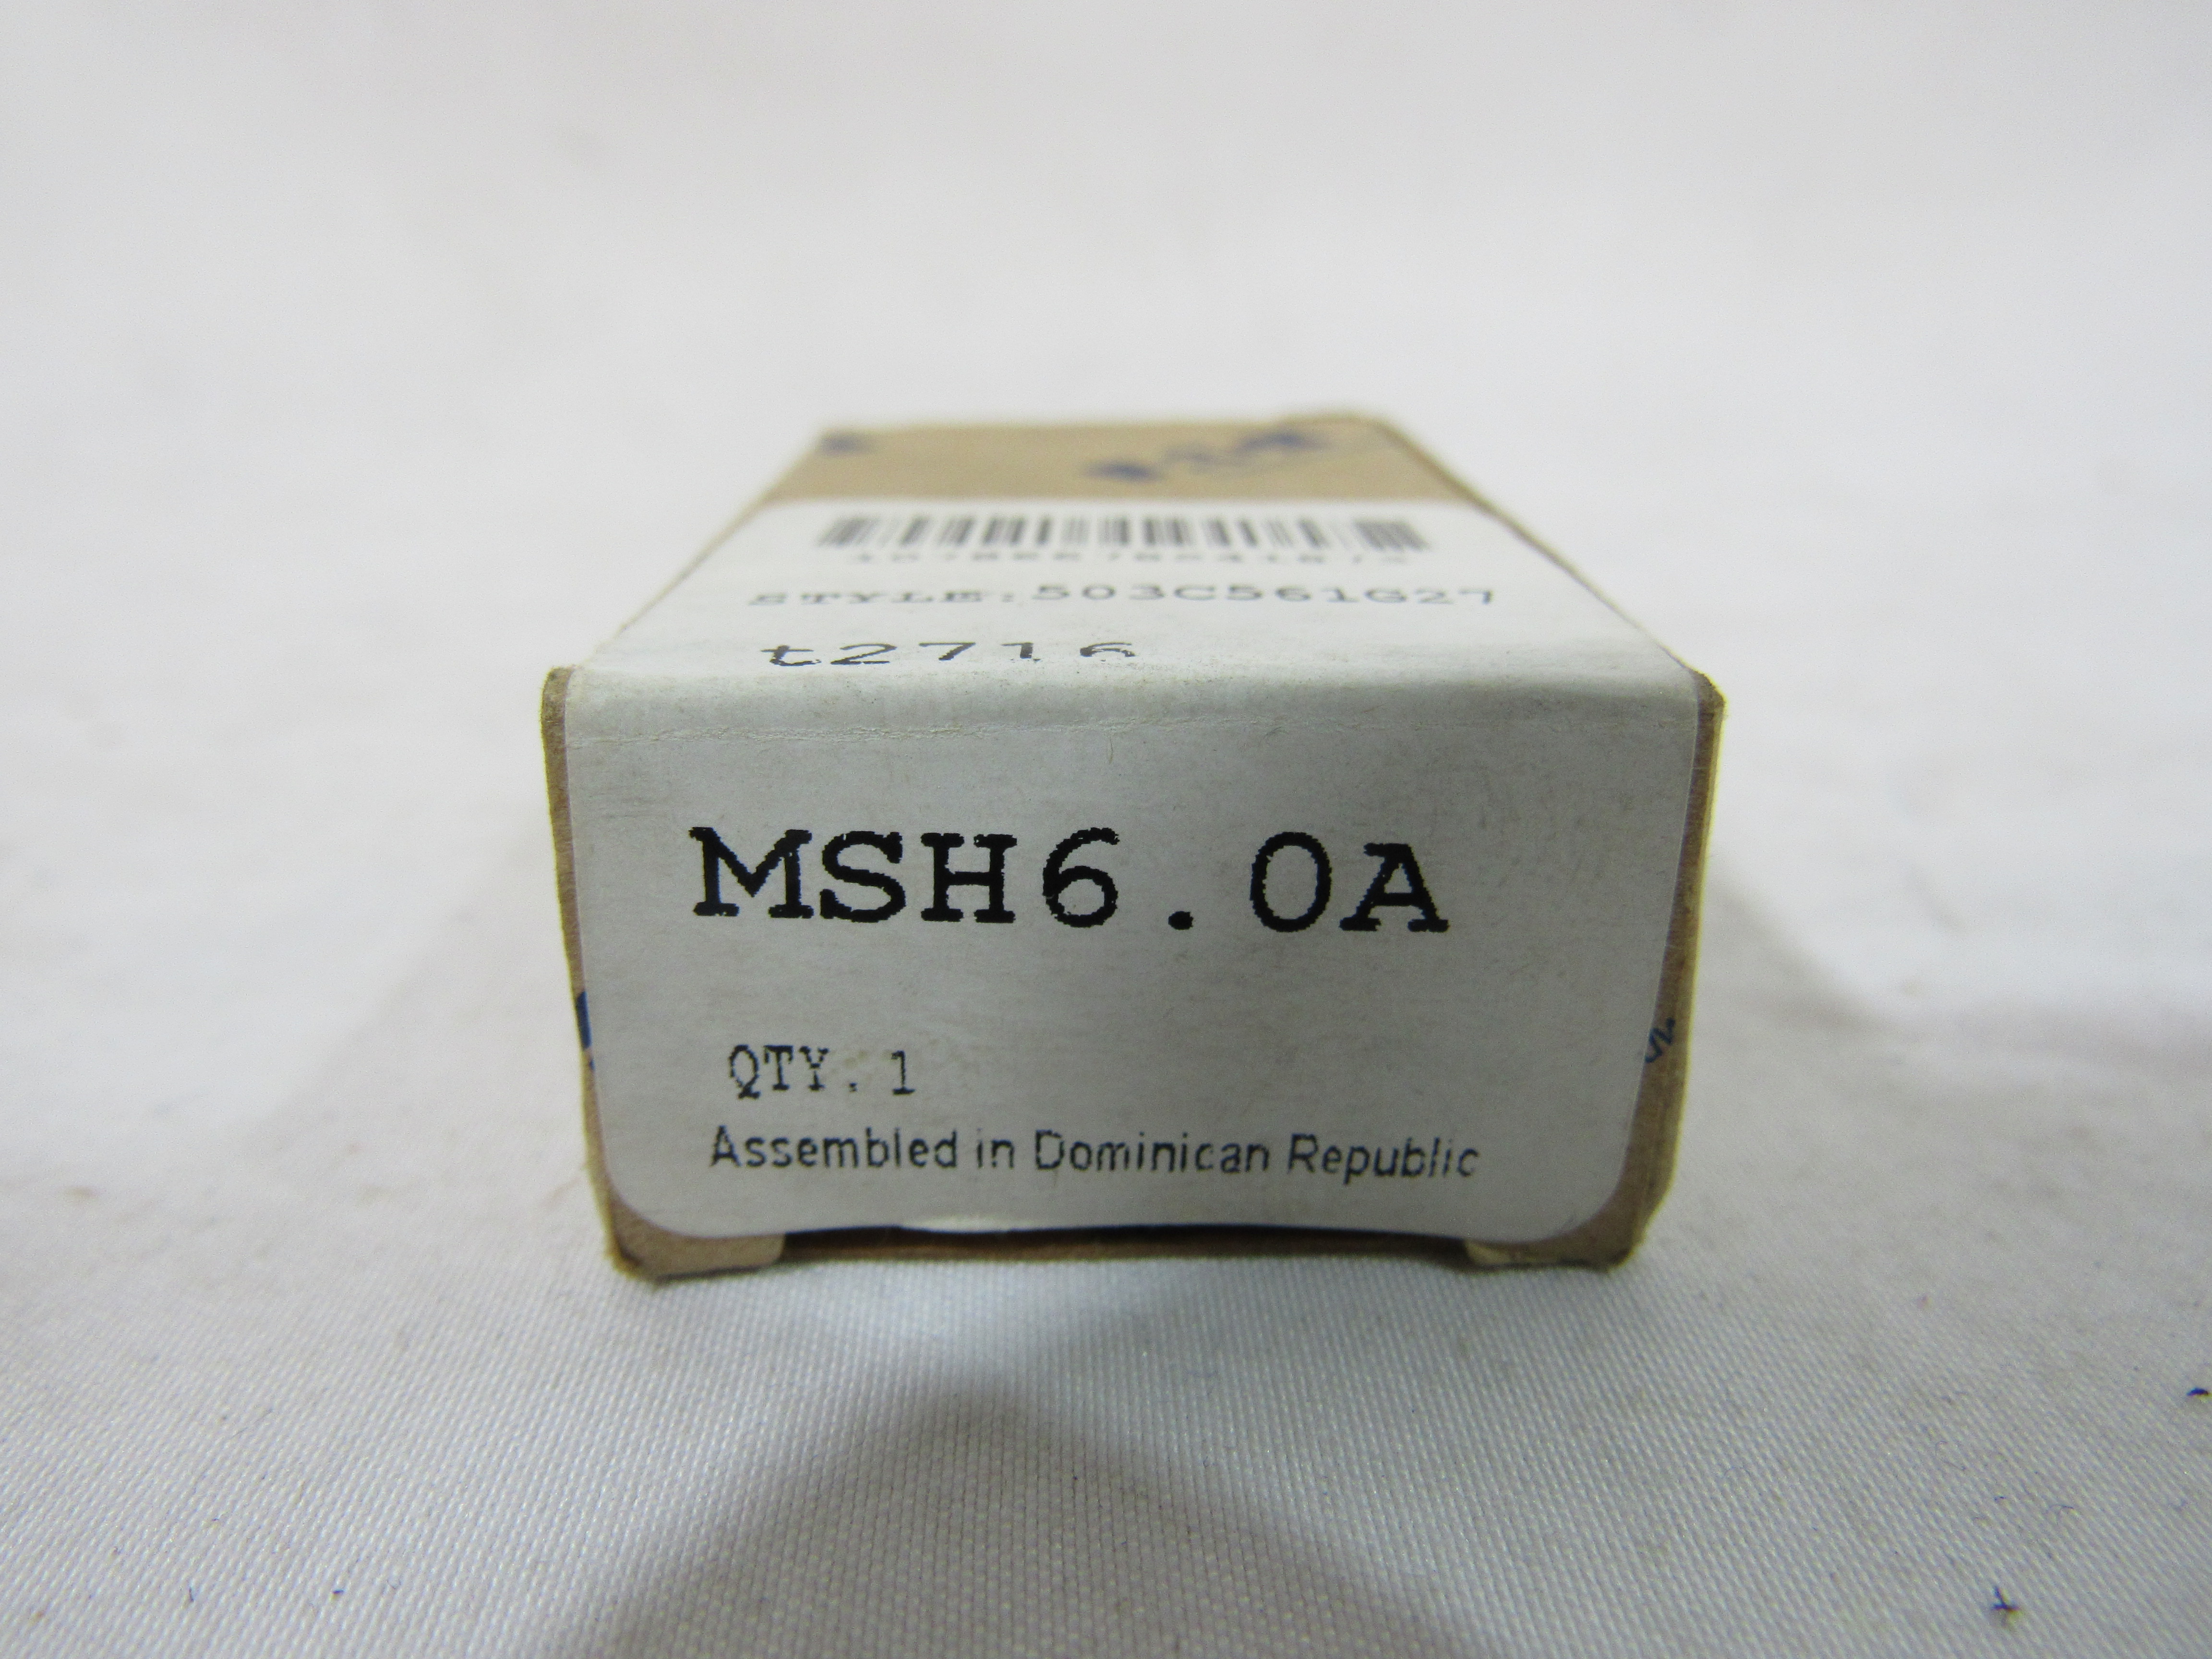 STYLE:503C561G27
t2716
MSH6.0A
QTY. 1
Assembled in Dominican Republic